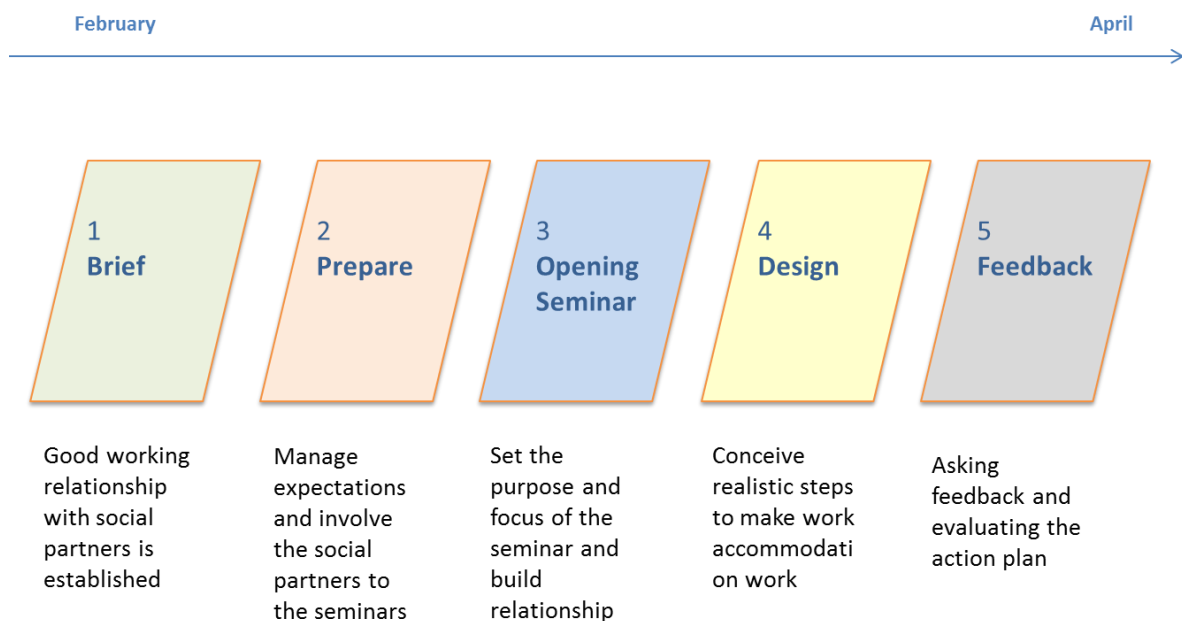 February
April
1
Brief
2
Prepare
3
Opening
Seminar
4
Design
5
Feedback
Good working
relationship
with social
partners is
established
Manage
expectations
and involve
the social
partners to
the seminars
Set the
purpose and
focus of the
seminar and
build
relationship
Conceive
realistic steps
to make work
accommodati
on work
Asking
feedback and
evaluating the
action plan